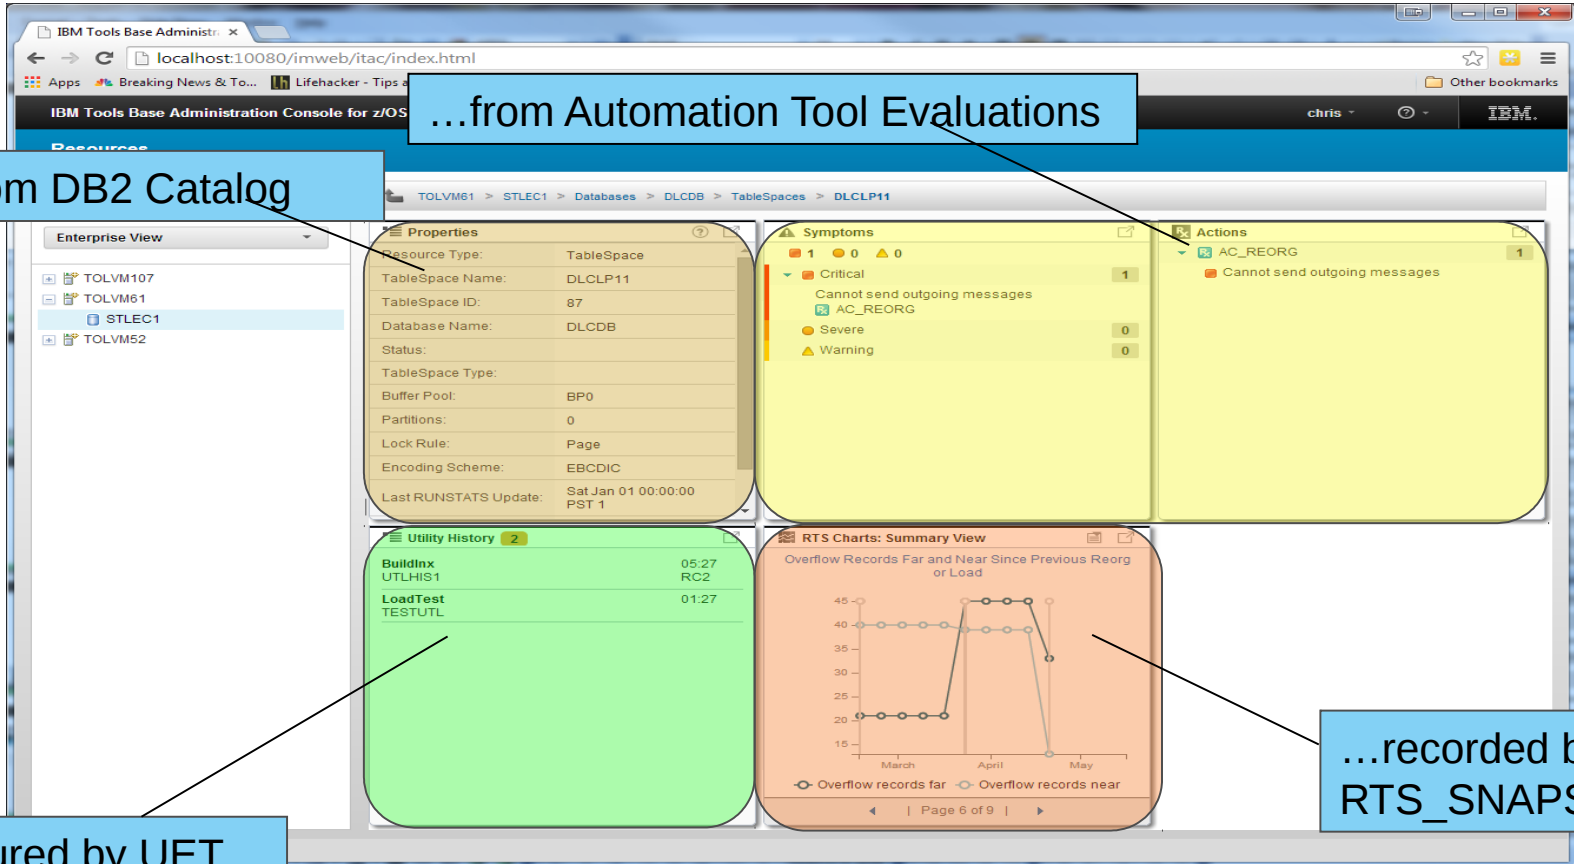 IBM Tools Base Administr
localhost:10080/imweb/itac/index.html
Apps
Breaking News & To...
Lifehacker - Tips a
Other bookmarks
IBM Tools Base Administration Console for z/OS
chris
IBM.
…from Automation Tool Evaluations
Resources
DB2 Catalog
TOLVM61 > STLEC1 > Databases > DLCDB > TableSpaces > DLCLP11
Enterprise View
TOLVM107
TOLVM61
STLEC1
TOLVM52
Properties
Resource Type: TableSpace
TableSpace Name: DLCLP11
TableSpace ID: 87
Database Name: DLCDB
Status:
TableSpace Type:
Buffer Pool: BP0
Partitions: 0
Lock Rule: Page
Encoding Scheme: EBCDIC
Last RUNSTATS Update: Sat Jan 01 00:00:00
PST 1
Symptoms
1 0 0
Critical 1
Cannot send outgoing messages
AC_REORG
Severe 0
Warning 0
Actions
AC_REORG 1
Cannot send outgoing messages
Utility History 2
BuildInx 05:27
UTLHIS1 RC2
LoadTest 01:27
TESTUTL
RTS Charts: Summary View
Overflow Records Far and Near Since Previous Reorg
or Load
45
40
35
30
25
20
15
March April May
Overflow records far Overflow records near
| Page 6 of 9 |
…recorded b
RTS_SNAPS
ured by UET